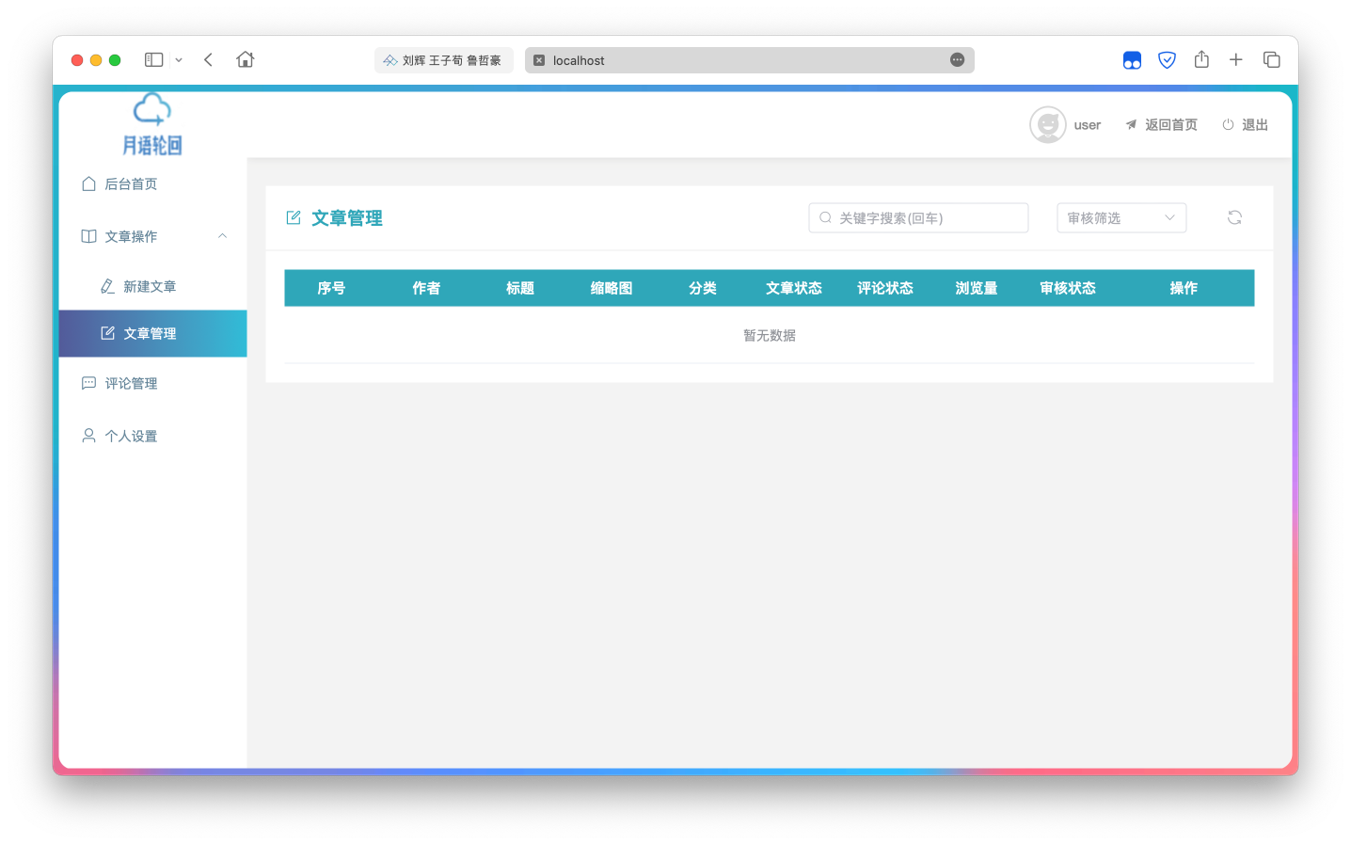 刘辉 王子荀 鲁哲豪
localhost
月语轮回
user 返回首页 退出
后台首页
文章操作
新建文章
文章管理
评论管理
个人设置
文章管理
关键字搜索(回车)
审核筛选
序号 作者 标题 缩略图 分类 文章状态 评论状态 浏览量 审核状态 操作
暂无数据